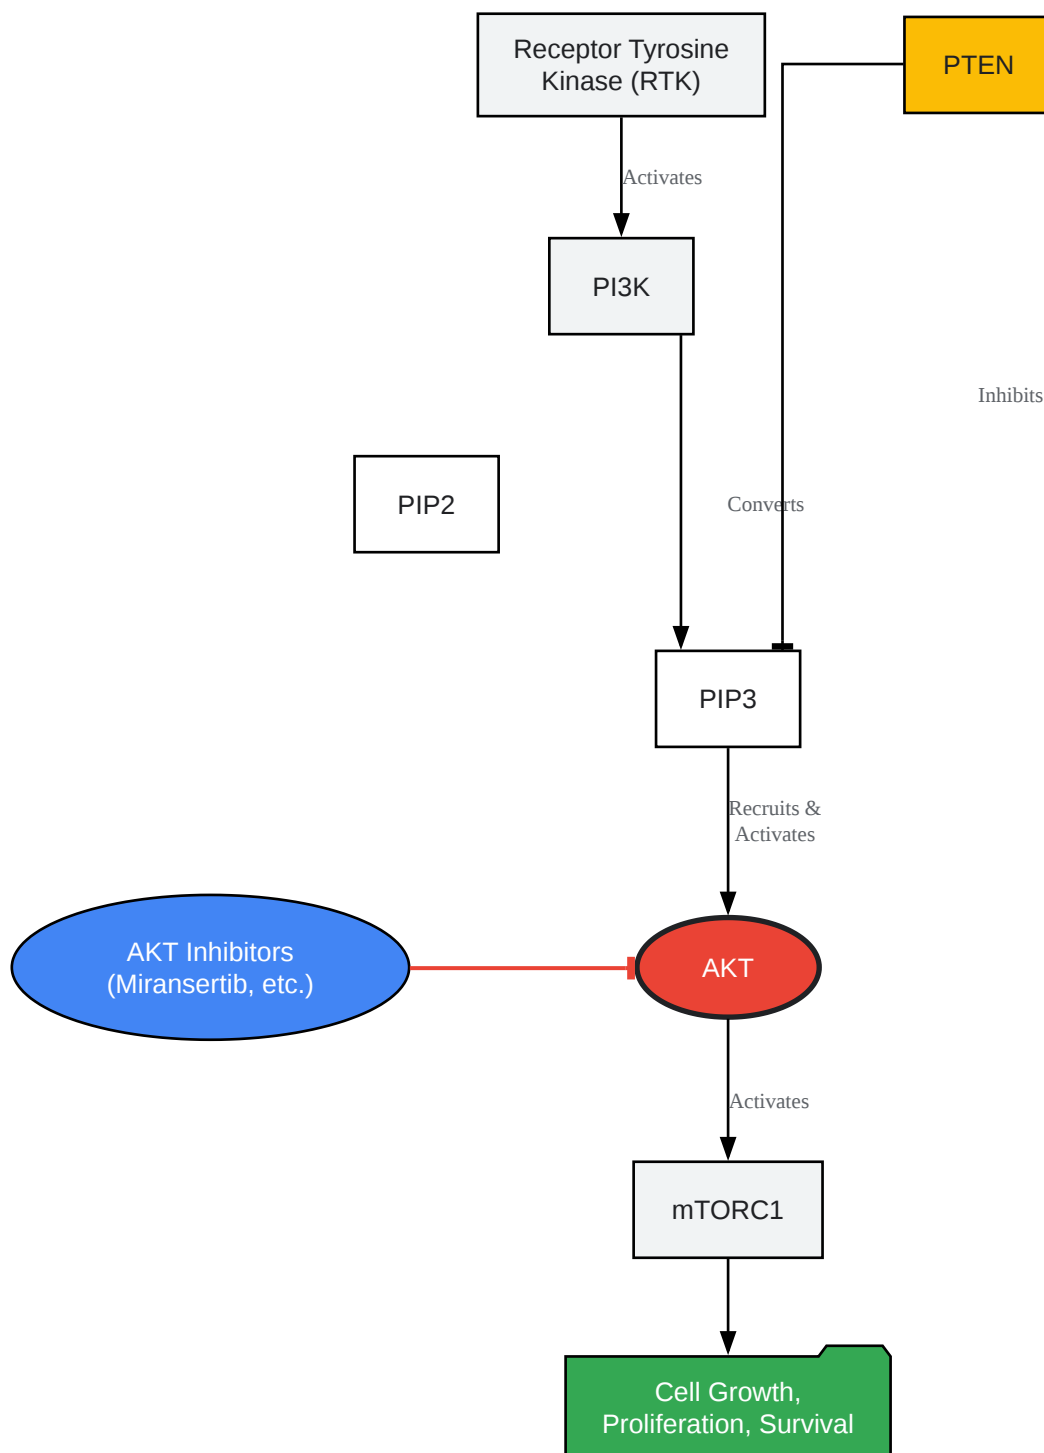 Receptor Tyrosine
Kinase (RTK)
PTEN
Activates
PI3K
Inhibits
PIP2
Converts
PIP3
Recruits &
Activates
AKT Inhibitors
(Miransertib, etc.)
AKT
Activates
mTORC1
Cell Growth,
Proliferation, Survival